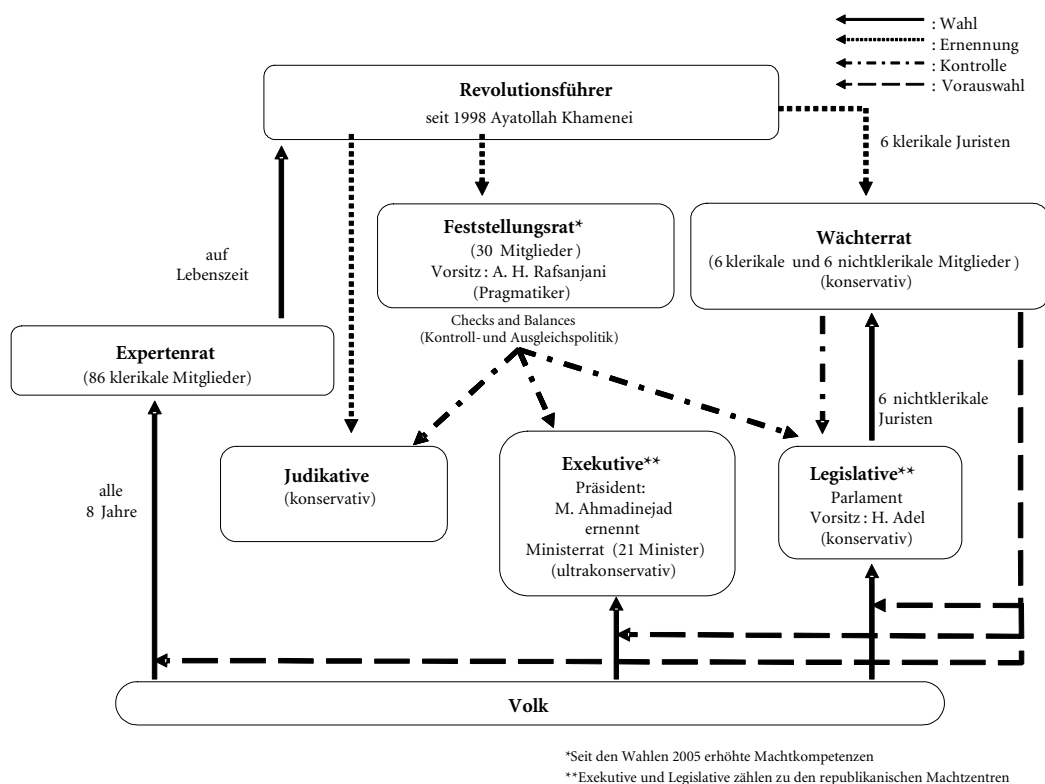 : Wahl
: Ernennung
: Kontrolle
: Vorauswahl
Revolutionsführer
seit 1998 Ayatollah Khamenei
6 klerikale Juristen
auf
Lebenszeit
Feststellungsrat*
(30 Mitglieder)
Vorsitz: A. H. Rafsanjani
(Pragmatiker)
Wächterrat
(6 klerikale und 6 nichtklerikale Mitglieder)
(konservativ)
Checks and Balances
(Kontroll- und Ausgleichspolitik)
Expertenrat
(86 klerikale Mitglieder)
6 nichtklerikale
Juristen
alle
8 Jahre
Judikative
(konservativ)
Exekutive**
Präsident:
M. Ahmadinejad
ernennt
Ministerrat (21 Minister)
(ultrakonservativ)
Legislative**
Parlament
Vorsitz: H. Adel
(konservativ)
Volk
*Seit den Wahlen 2005 erhöhte Machtkompetenzen
**Exekutive und Legislative zählen zu den republikanischen Machtzentren